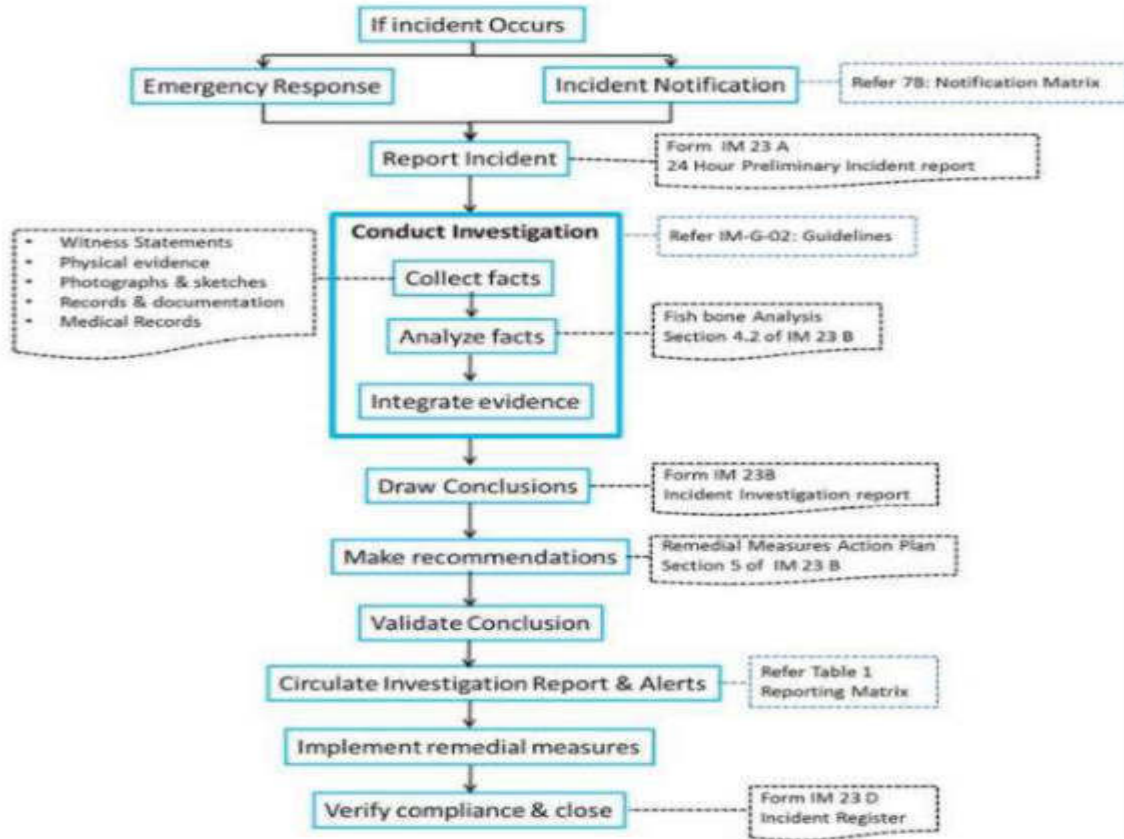 If incident Occurs
Emergency Response
Incident Notification
Refer 7B: Notification Matrix
Report Incident
Form IM 23 A
24 Hour Preliminary Incident report
Conduct Investigation
Refer IM-G-02: Guidelines
• Witness Statements
• Physical evidence
• Photographs & sketches
• Records & documentation
• Medical Records
Collect facts
Analyze facts
Fish bone Analysis
Section 4.2 of IM 23 B
Integrate evidence
Draw Conclusions
Form IM 23B
Incident Investigation report
Make recommendations
Remedial Measures Action Plan
Section 5 of IM 23 B
Validate Conclusion
Circulate Investigation Report & Alerts
Refer Table 1
Reporting Matrix
Implement remedial measures
Verify compliance & close
Form IM 23 D
Incident Register